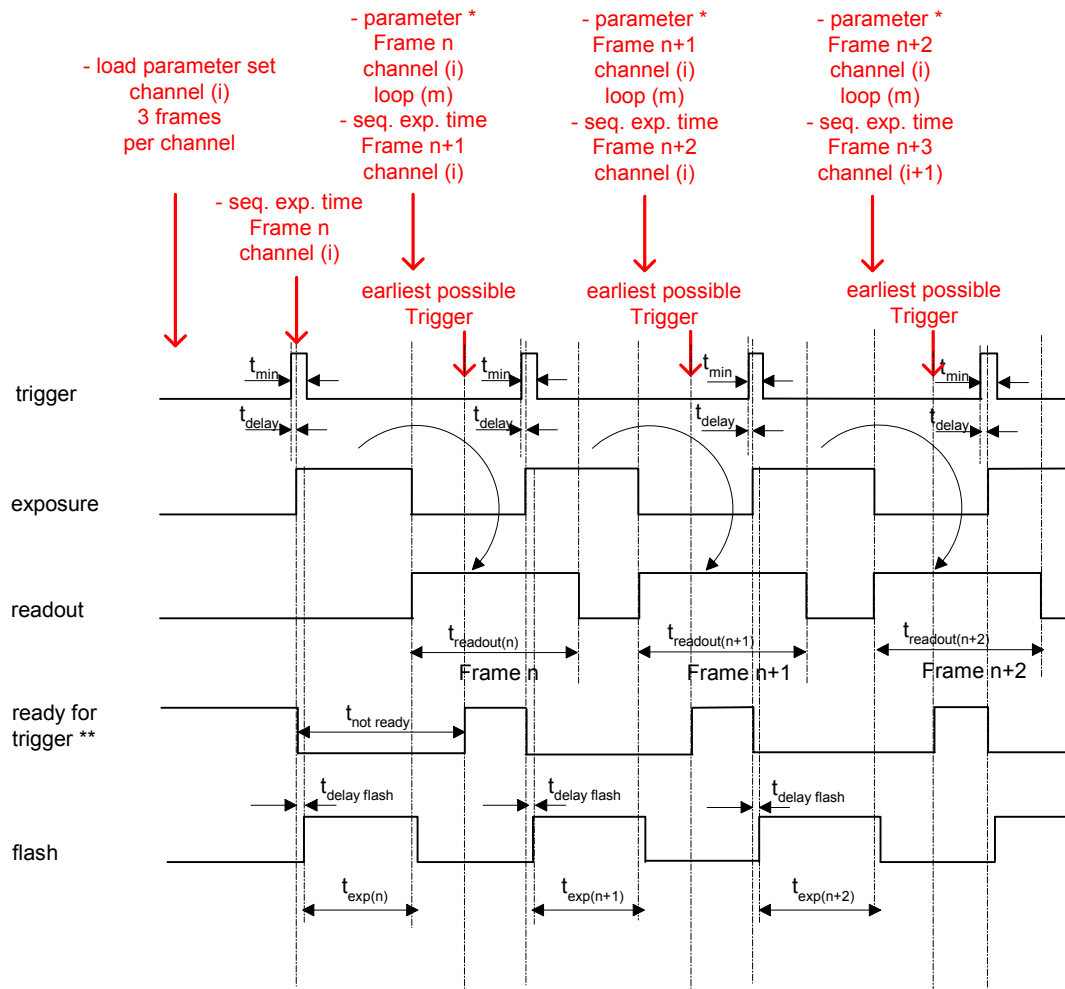 - load parameter set
channel (i)
3 frames
per channel
- seq. exp. time
Frame n
channel (i)
- parameter *
Frame n
channel (i)
loop (m)
- seq. exp. time
Frame n+1
channel (i)
- parameter *
Frame n+1
channel (i)
loop (m)
- seq. exp. time
Frame n+2
channel (i)
- parameter *
Frame n+2
channel (i)
loop (m)
- seq. exp. time
Frame n+3
channel (i+1)
earliest possible
Trigger
earliest possible
Trigger
earliest possible
Trigger
trigger
tmin
tmin
tmin
tmin
tdelay
tdelay
tdelay
tdelay
exposure
readout
treadout(n)
Frame n
treadout(n+1)
Frame n+1
treadout(n+2)
Frame n+2
ready for
trigger **
tnot ready
tdelay flash
tdelay flash
tdelay flash
flash
texp(n)
texp(n+1)
texp(n+2)